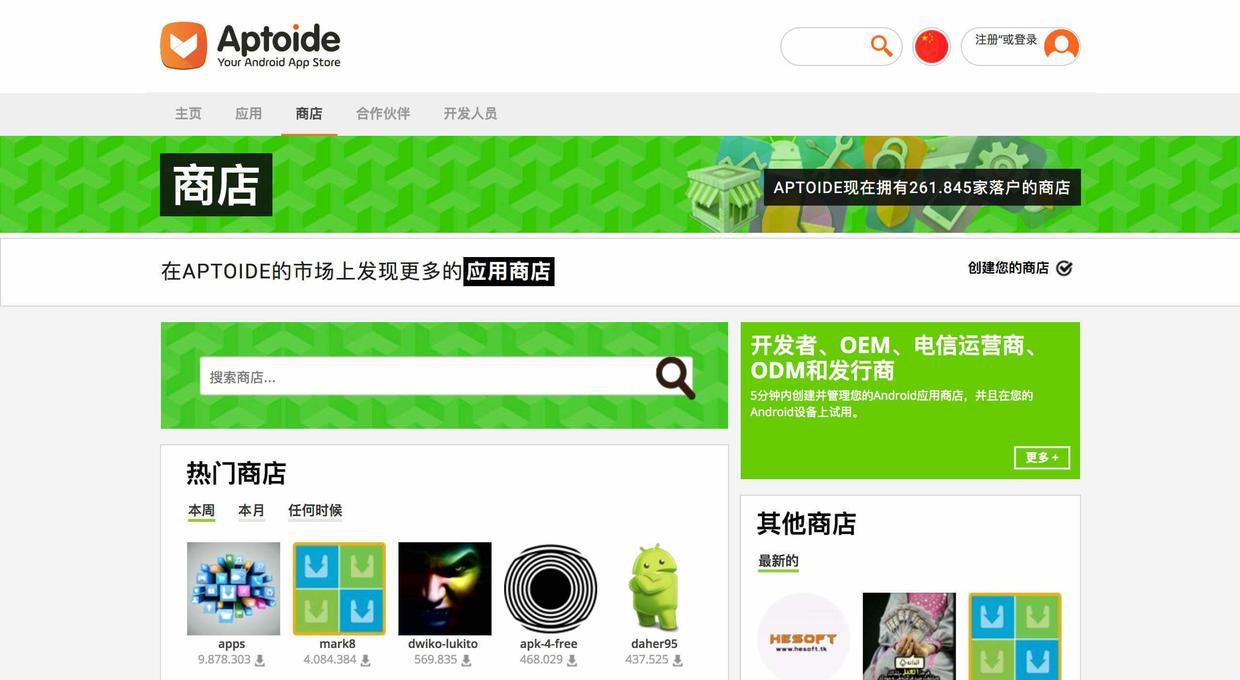 Aptoide
Your Android App Store
注册"或登录
主页
应用
商店
合作伙伴
开发人员
商店
APTOIDE现在拥有261.845家落户的商店
在APTOIDE的市场上发现更多的应用商店
创建您的商店
搜索商店...
开发者、OEM、电信运营商、
ODM和发行商
5分钟内创建并管理您的Android应用商店，并且在您的
Android设备上试用。
更多 +
热门商店
本周
本月
任何时候
apps
9.878.303
mark8
4.084.384
dwiko-lukito
569.835
apk-4-free
468.029
daher95
437.525
其他商店
最新的
HESOFT
www.hesoft.tk